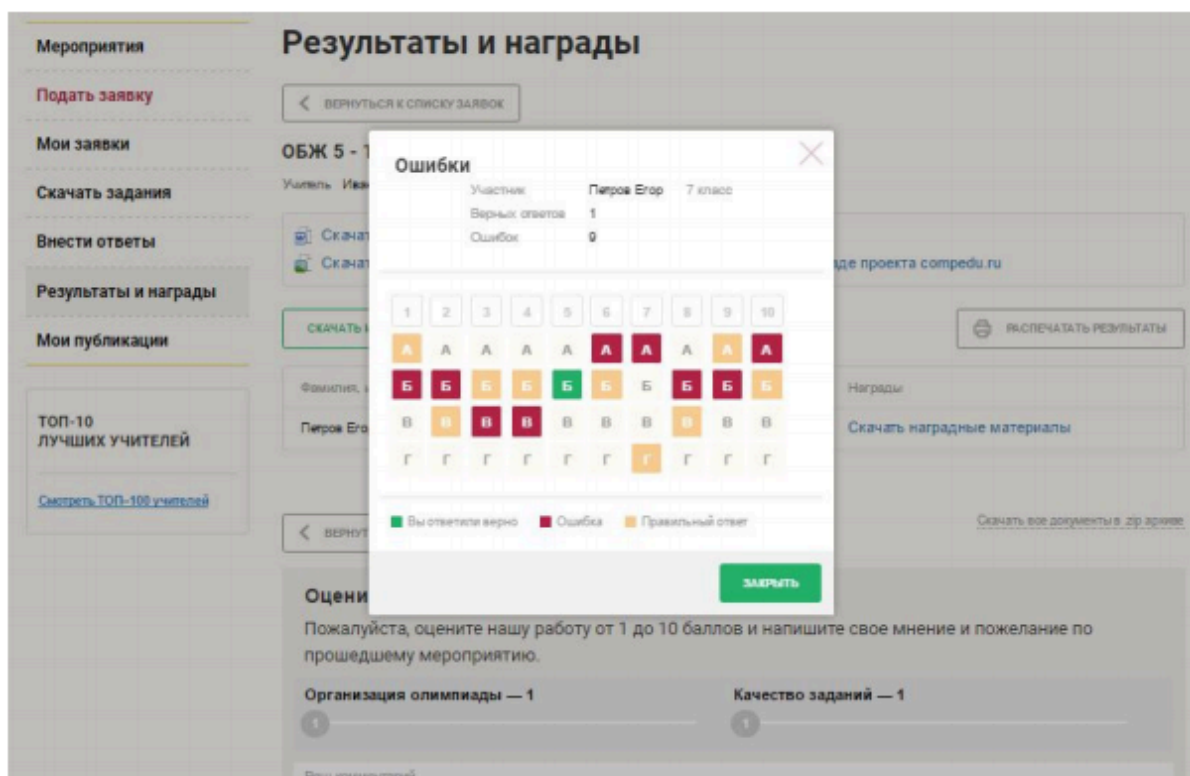 Мероприятия
Подать заявку
Мои заявки
Скачать задания
Внести ответы
Результаты и награды
Мои публикации
ТОП-10
ЛУЧШИХ УЧИТЕЛЕЙ
Смотреть ТОП-100 учителей
Результаты и награды
ВЕРНУТЬСЯ К СПИСКУ ЗАЯВОК
ОБЖ 5 -
Учитель
Ошибки
Участник Петров Егор 7 класс
Верных ответов 1
Ошибок 9
1 2 3 4 5 6 7 8 9 10
А А А А А А А А А А
Б Б Б Б Б Б Б Б Б Б
В В В В В В В В В В
Г Г Г Г Г Г Г Г Г Г
Вы ответили верно Ошибка Правильный ответ
ЗАКРЫТЬ
проекта compedu.ru
СКАЧАТЬ
РАСПЕЧАТАТЬ РЕЗУЛЬТАТЫ
Фамилия,
Награды
Петров
Скачать наградные материалы
Скачать все документы в .zip архиве
Оцени
Пожалуйста, оцените нашу работу от 1 до 10 баллов и напишите свое мнение и пожелание по
прошедшему мероприятию.
Организация олимпиады — 1 Качество заданий — 1
1 1